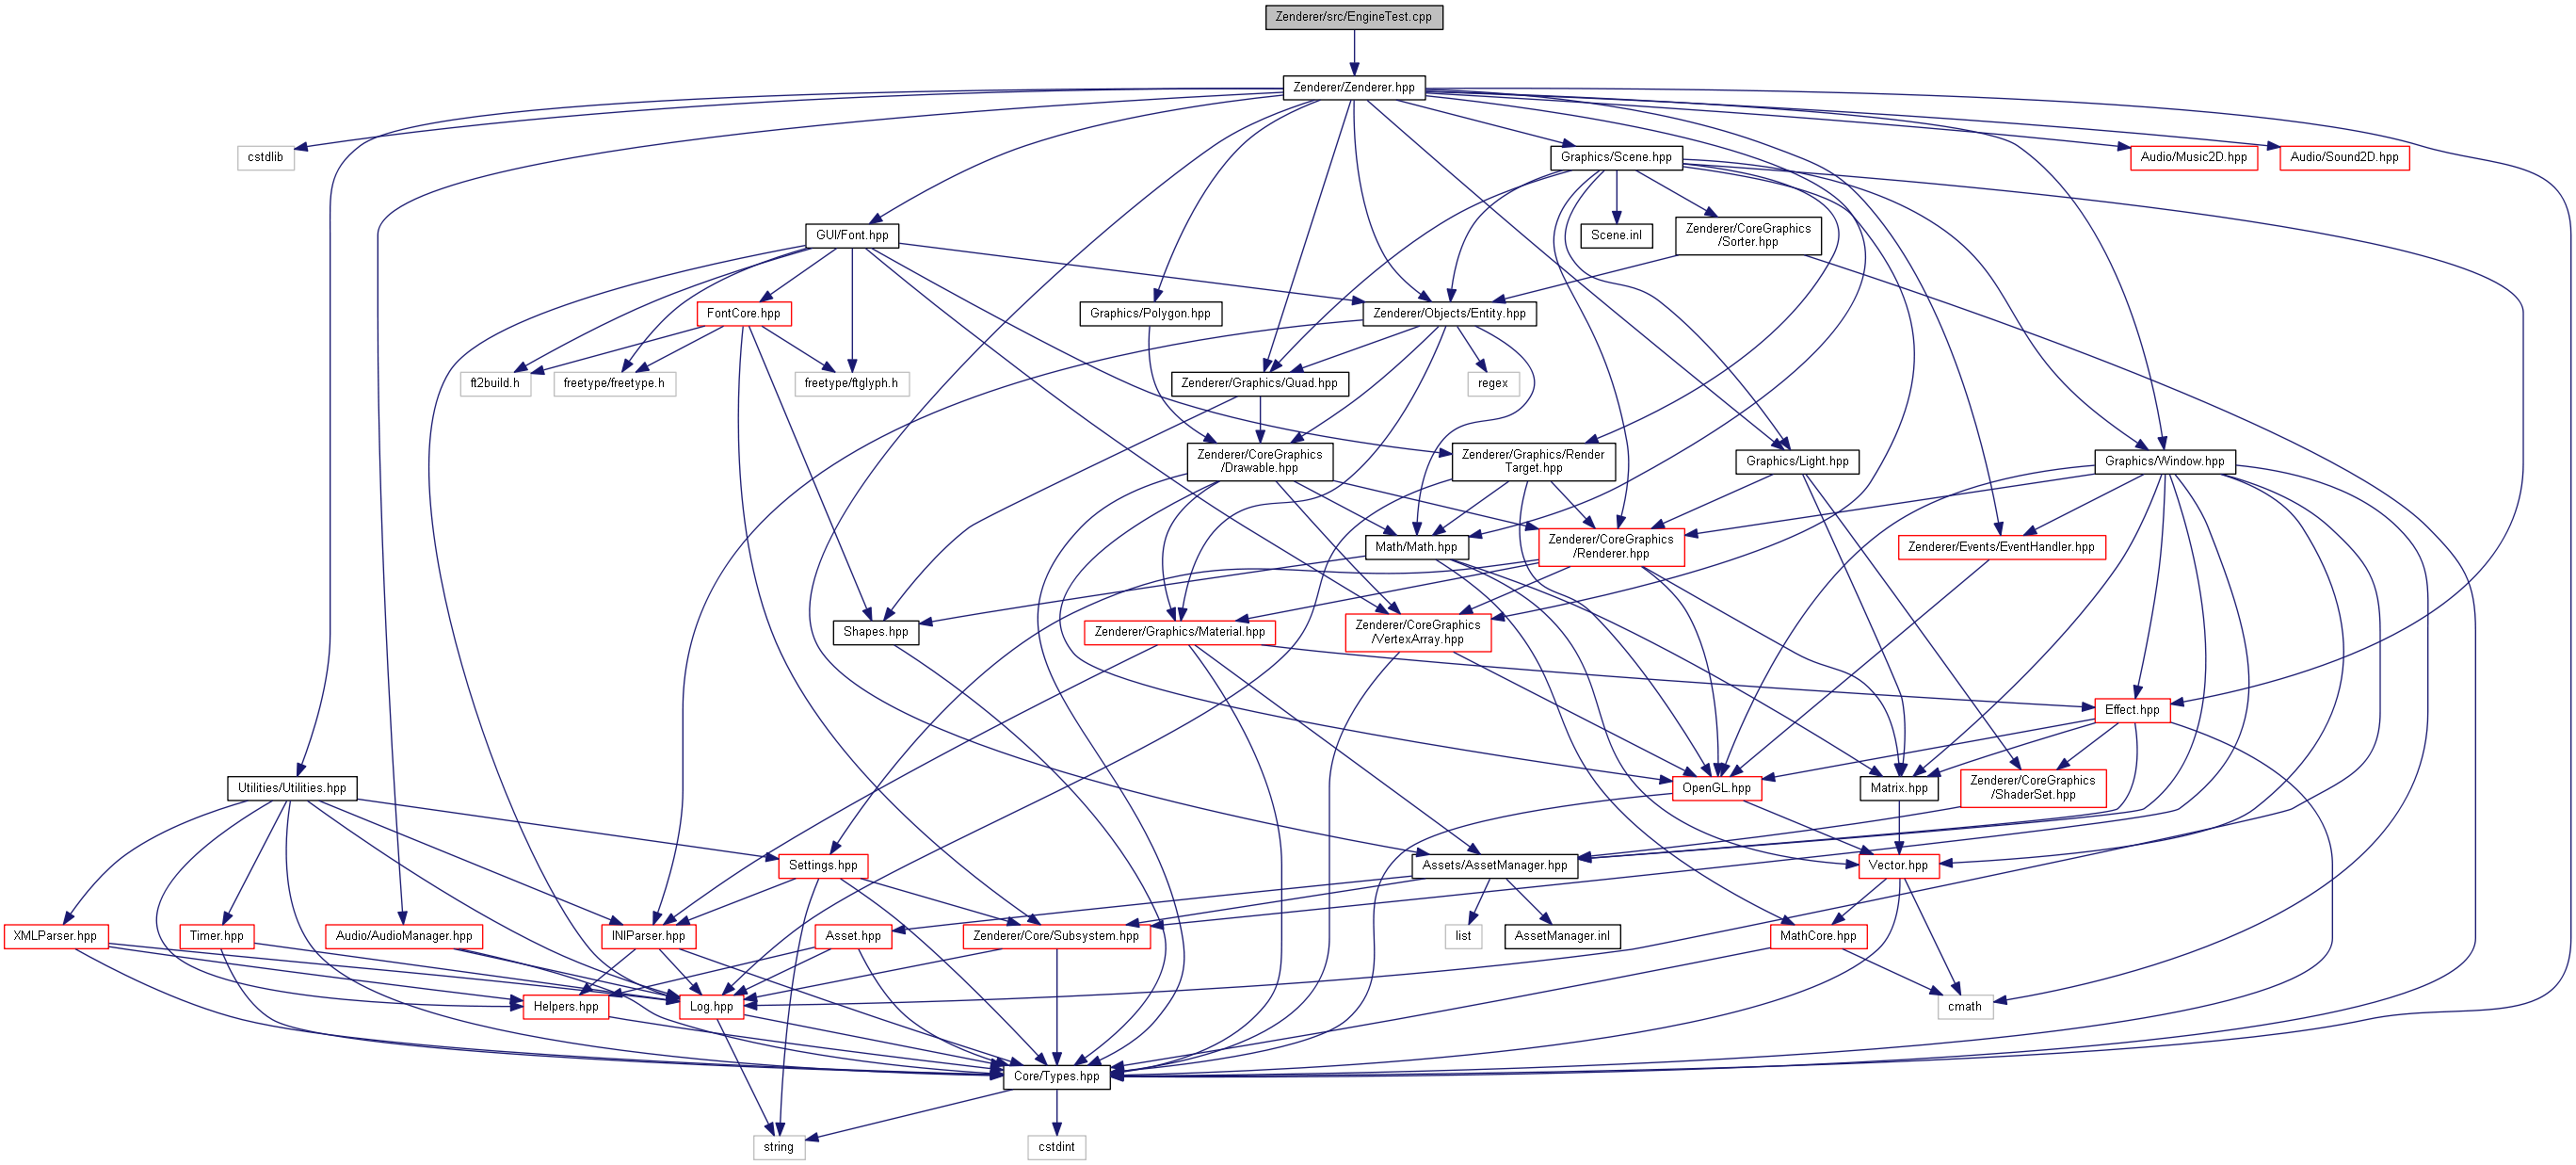 Zenderer/src/EngineTest.cpp
Zenderer/Zenderer.hpp
cstdlib
Graphics/Scene.hpp
Audio/Music2D.hpp
Audio/Sound2D.hpp
GUI/Font.hpp
Scene.inl
Zenderer/CoreGraphics
/Sorter.hpp
FontCore.hpp
Graphics/Polygon.hpp
Zenderer/Objects/Entity.hpp
ft2build.h
freetype/freetype.h
freetype/ftglyph.h
Zenderer/Graphics/Quad.hpp
regex
Zenderer/CoreGraphics
/Drawable.hpp
Zenderer/Graphics/Render
Target.hpp
Graphics/Light.hpp
Graphics/Window.hpp
Math/Math.hpp
Zenderer/CoreGraphics
/Renderer.hpp
Zenderer/Events/EventHandler.hpp
Shapes.hpp
Zenderer/Graphics/Material.hpp
Zenderer/CoreGraphics
/VertexArray.hpp
Effect.hpp
Utilities/Utilities.hpp
OpenGL.hpp
Matrix.hpp
Zenderer/CoreGraphics
/ShaderSet.hpp
Settings.hpp
Assets/AssetManager.hpp
Vector.hpp
XMLParser.hpp
Timer.hpp
Audio/AudioManager.hpp
INIParser.hpp
Asset.hpp
Zenderer/Core/Subsystem.hpp
list
AssetManager.inl
MathCore.hpp
Helpers.hpp
Log.hpp
cmath
Core/Types.hpp
string
cstdint